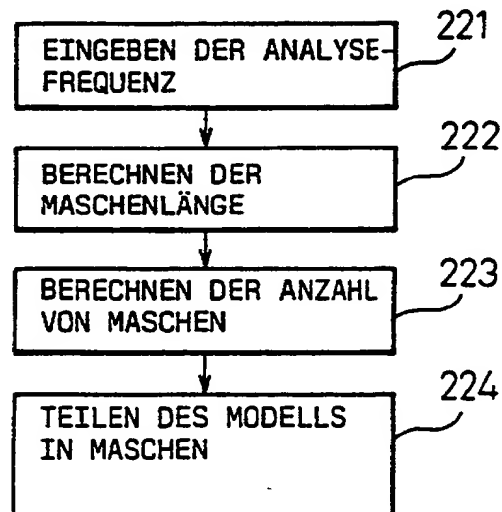 EINGEBEN DER ANALYSE-
FREQUENZ
221
BERECHNEN DER
MASCHENLÄNGE
222
BERECHNEN DER ANZAHL
VON MASCHEN
223
TEILEN DES MODELLS
IN MASCHEN
224